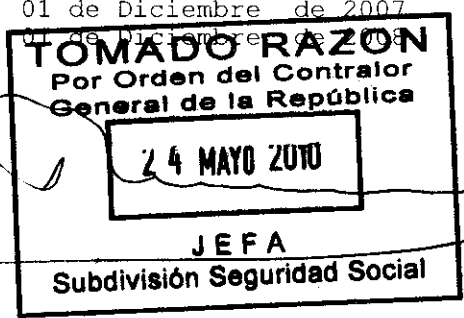 01 de Diciembre de 2007
01 de Diciembre de 2008
TOMADO RAZON
Por Orden del Contralor
General de la República
24 MAYO 2010
JEFA
Subdivisión Seguridad Social